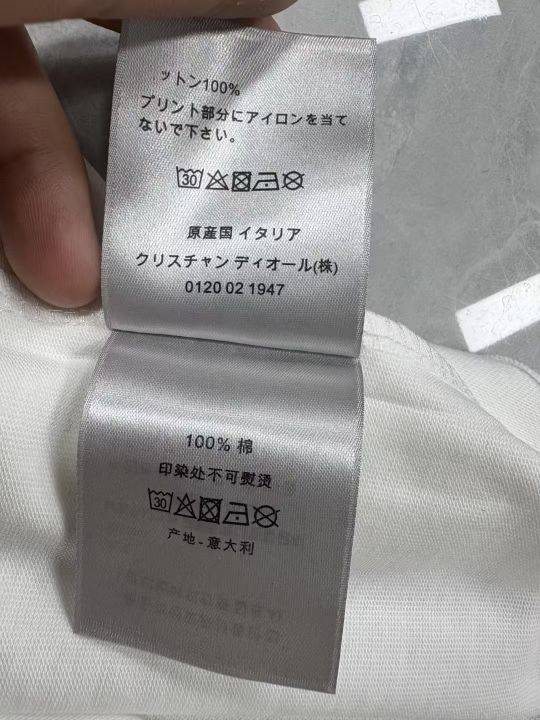 ットン100%
プリント部分にアイロンを当て
ないで下さい。
30
原産国 イタリア
クリスチャン ディオール(株)
0120 02 1947
100% 棉
印染处不可熨烫
30
产地-意大利